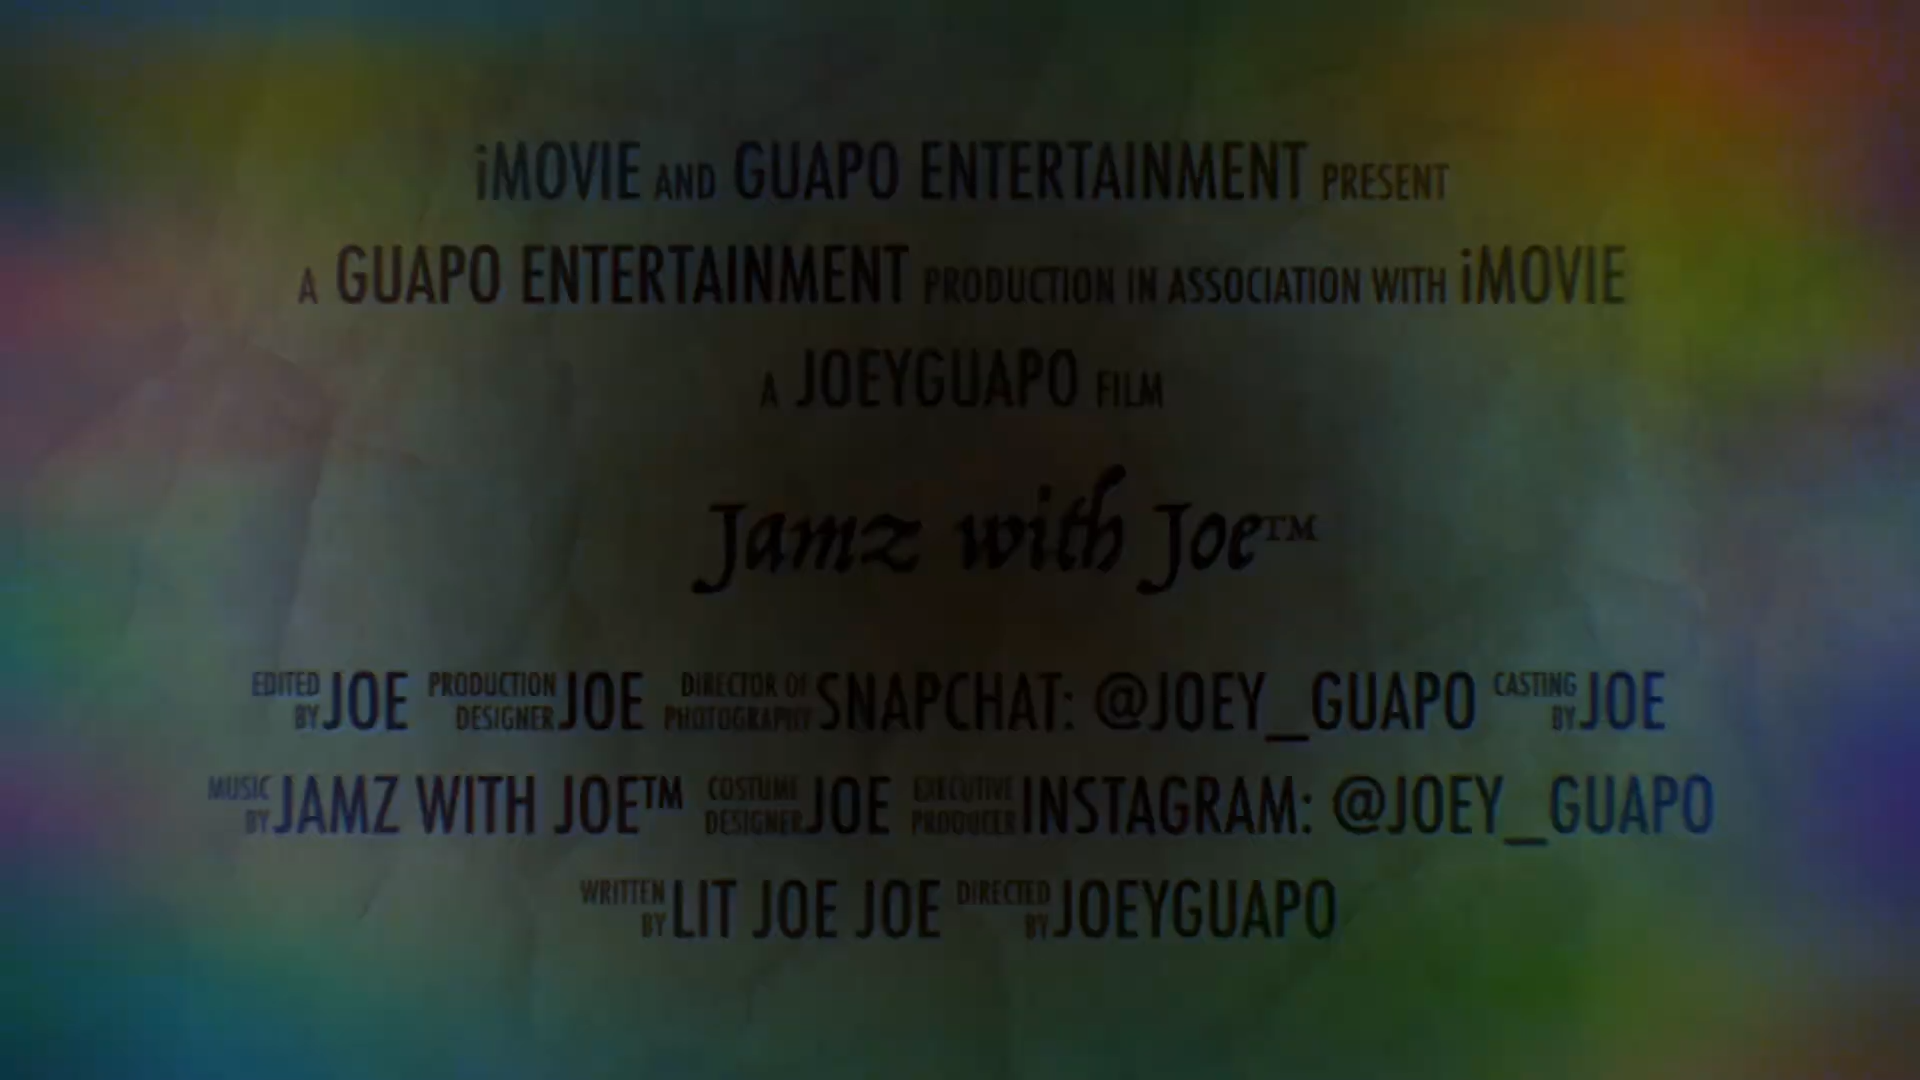 iMOVIE AND GUAPO ENTERTAINMENT PRESENT
A GUAPO ENTERTAINMENT PRODUCTION IN ASSOCIATION WITH iMOVIE
A JOEYGUAPO FILM
Jamz with Joe™
EDITED BY JOE PRODUCTION DESIGNER JOE DIRECTOR OF PHOTOGRAPHY SNAPCHAT: @JOEY_GUAPO CASTING BY JOE
MUSIC BY JAMZ WITH JOE™ COSTUME DESIGNER JOE EXECUTIVE PRODUCER INSTAGRAM: @JOEY_GUAPO
WRITTEN BY LIT JOE JOE DIRECTED BY JOEYGUAPO